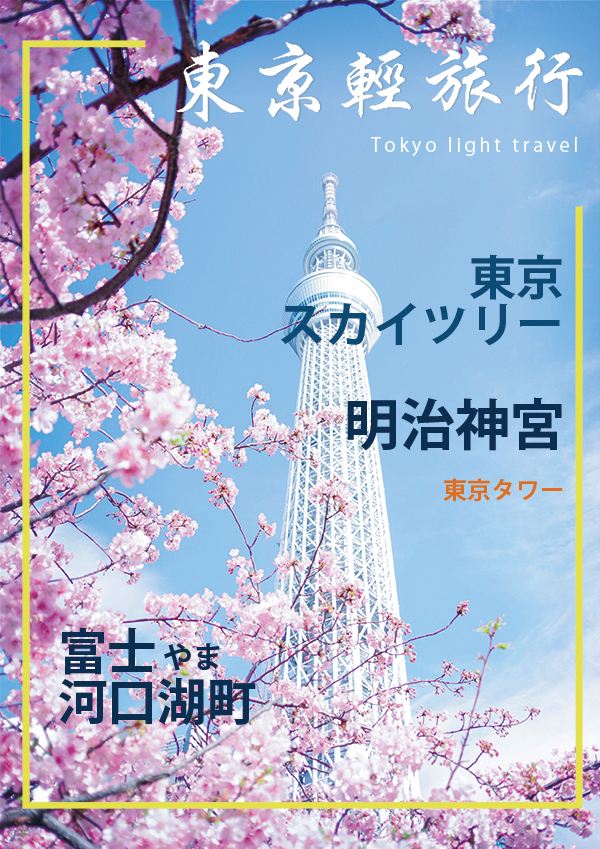 東京輕旅行
Tokyo light travel
東京
スカイツリー
明治神宮
東京タワー
富士やま
河口湖町